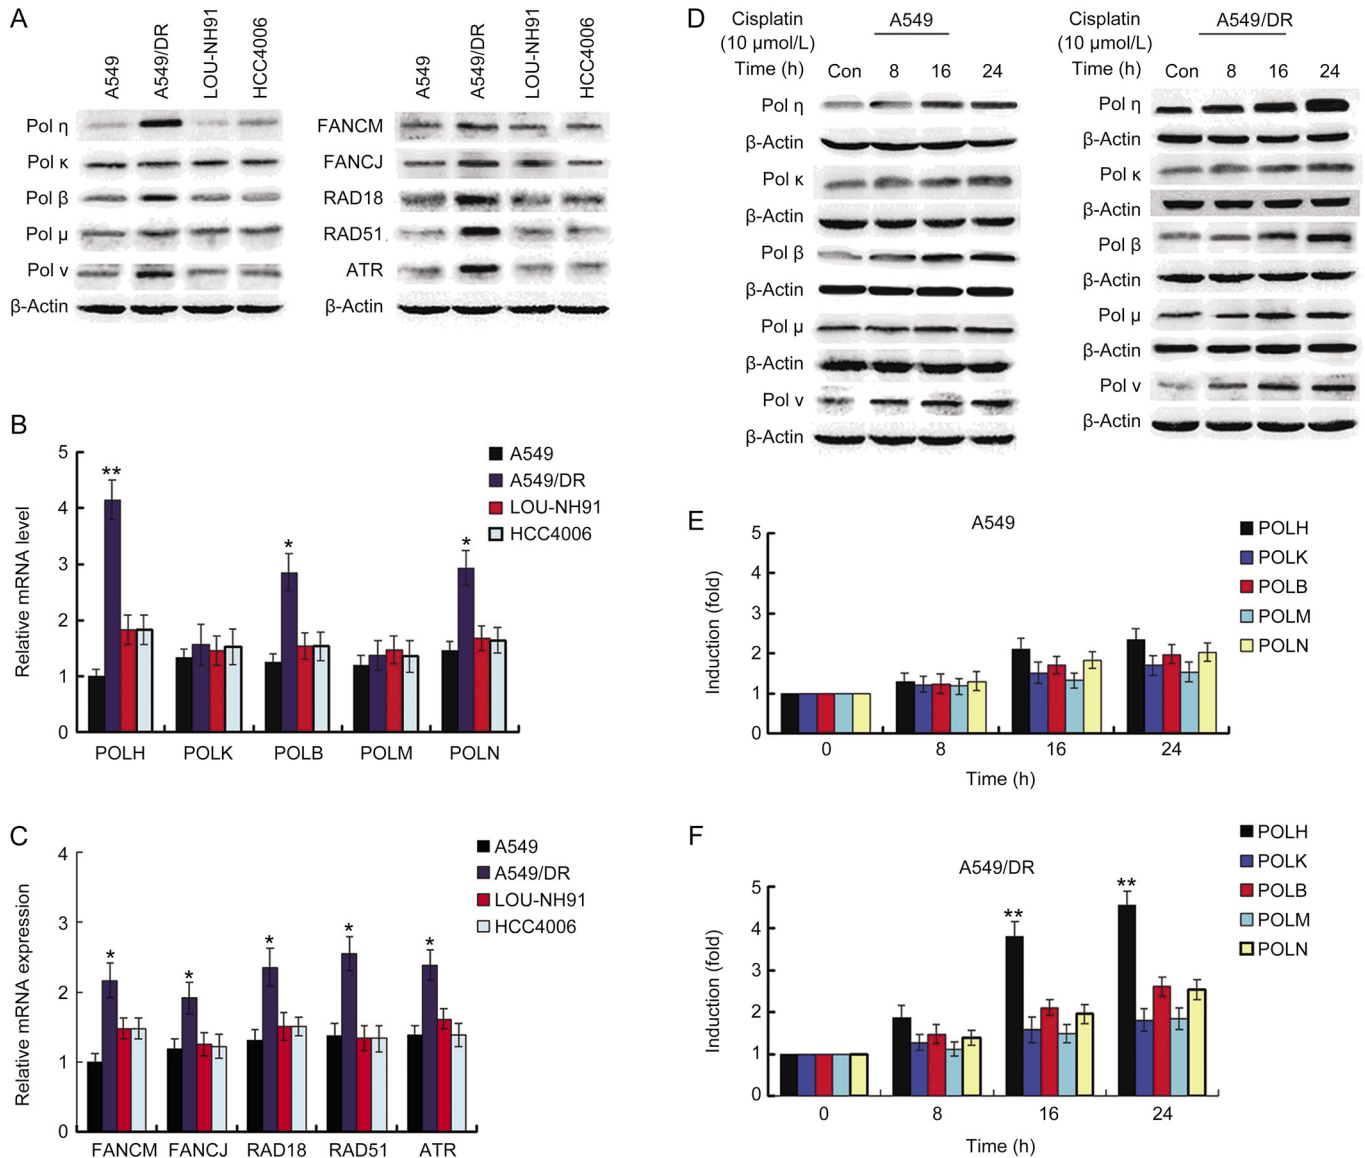 A
A549
A549/DR
LOU-NH91
HCC4006
Pol η
Pol κ
Pol β
Pol μ
Pol ν
β-Actin
A549
A549/DR
LOU-NH91
HCC4006
FANCM
FANCJ
RAD18
RAD51
ATR
β-Actin
B
Relative mRNA level
5
4
3
2
1
0
**
*
*
A549
A549/DR
LOU-NH91
HCC4006
POLH POLK POLB POLM POLN
C
Relative mRNA expression
4
3
2
1
0
* * * * *
A549
A549/DR
LOU-NH91
HCC4006
FANCM FANCJ RAD18 RAD51 ATR
D
Cisplatin A549
(10 μmol/L)
Time (h) Con 8 16 24
Pol η
β-Actin
Pol κ
β-Actin
Pol β
β-Actin
Pol μ
β-Actin
Pol ν
β-Actin
Cisplatin A549/DR
(10 μmol/L)
Time (h) Con 8 16 24
Pol η
β-Actin
Pol κ
β-Actin
Pol β
β-Actin
Pol μ
β-Actin
Pol ν
β-Actin
E
A549
Induction (fold)
5
4
3
2
1
0
POLH
POLK
POLB
POLM
POLN
0 8 16 24
Time (h)
F
A549/DR
Induction (fold)
5
4
3
2
1
0
** **
POLH
POLK
POLB
POLM
POLN
0 8 16 24
Time (h)